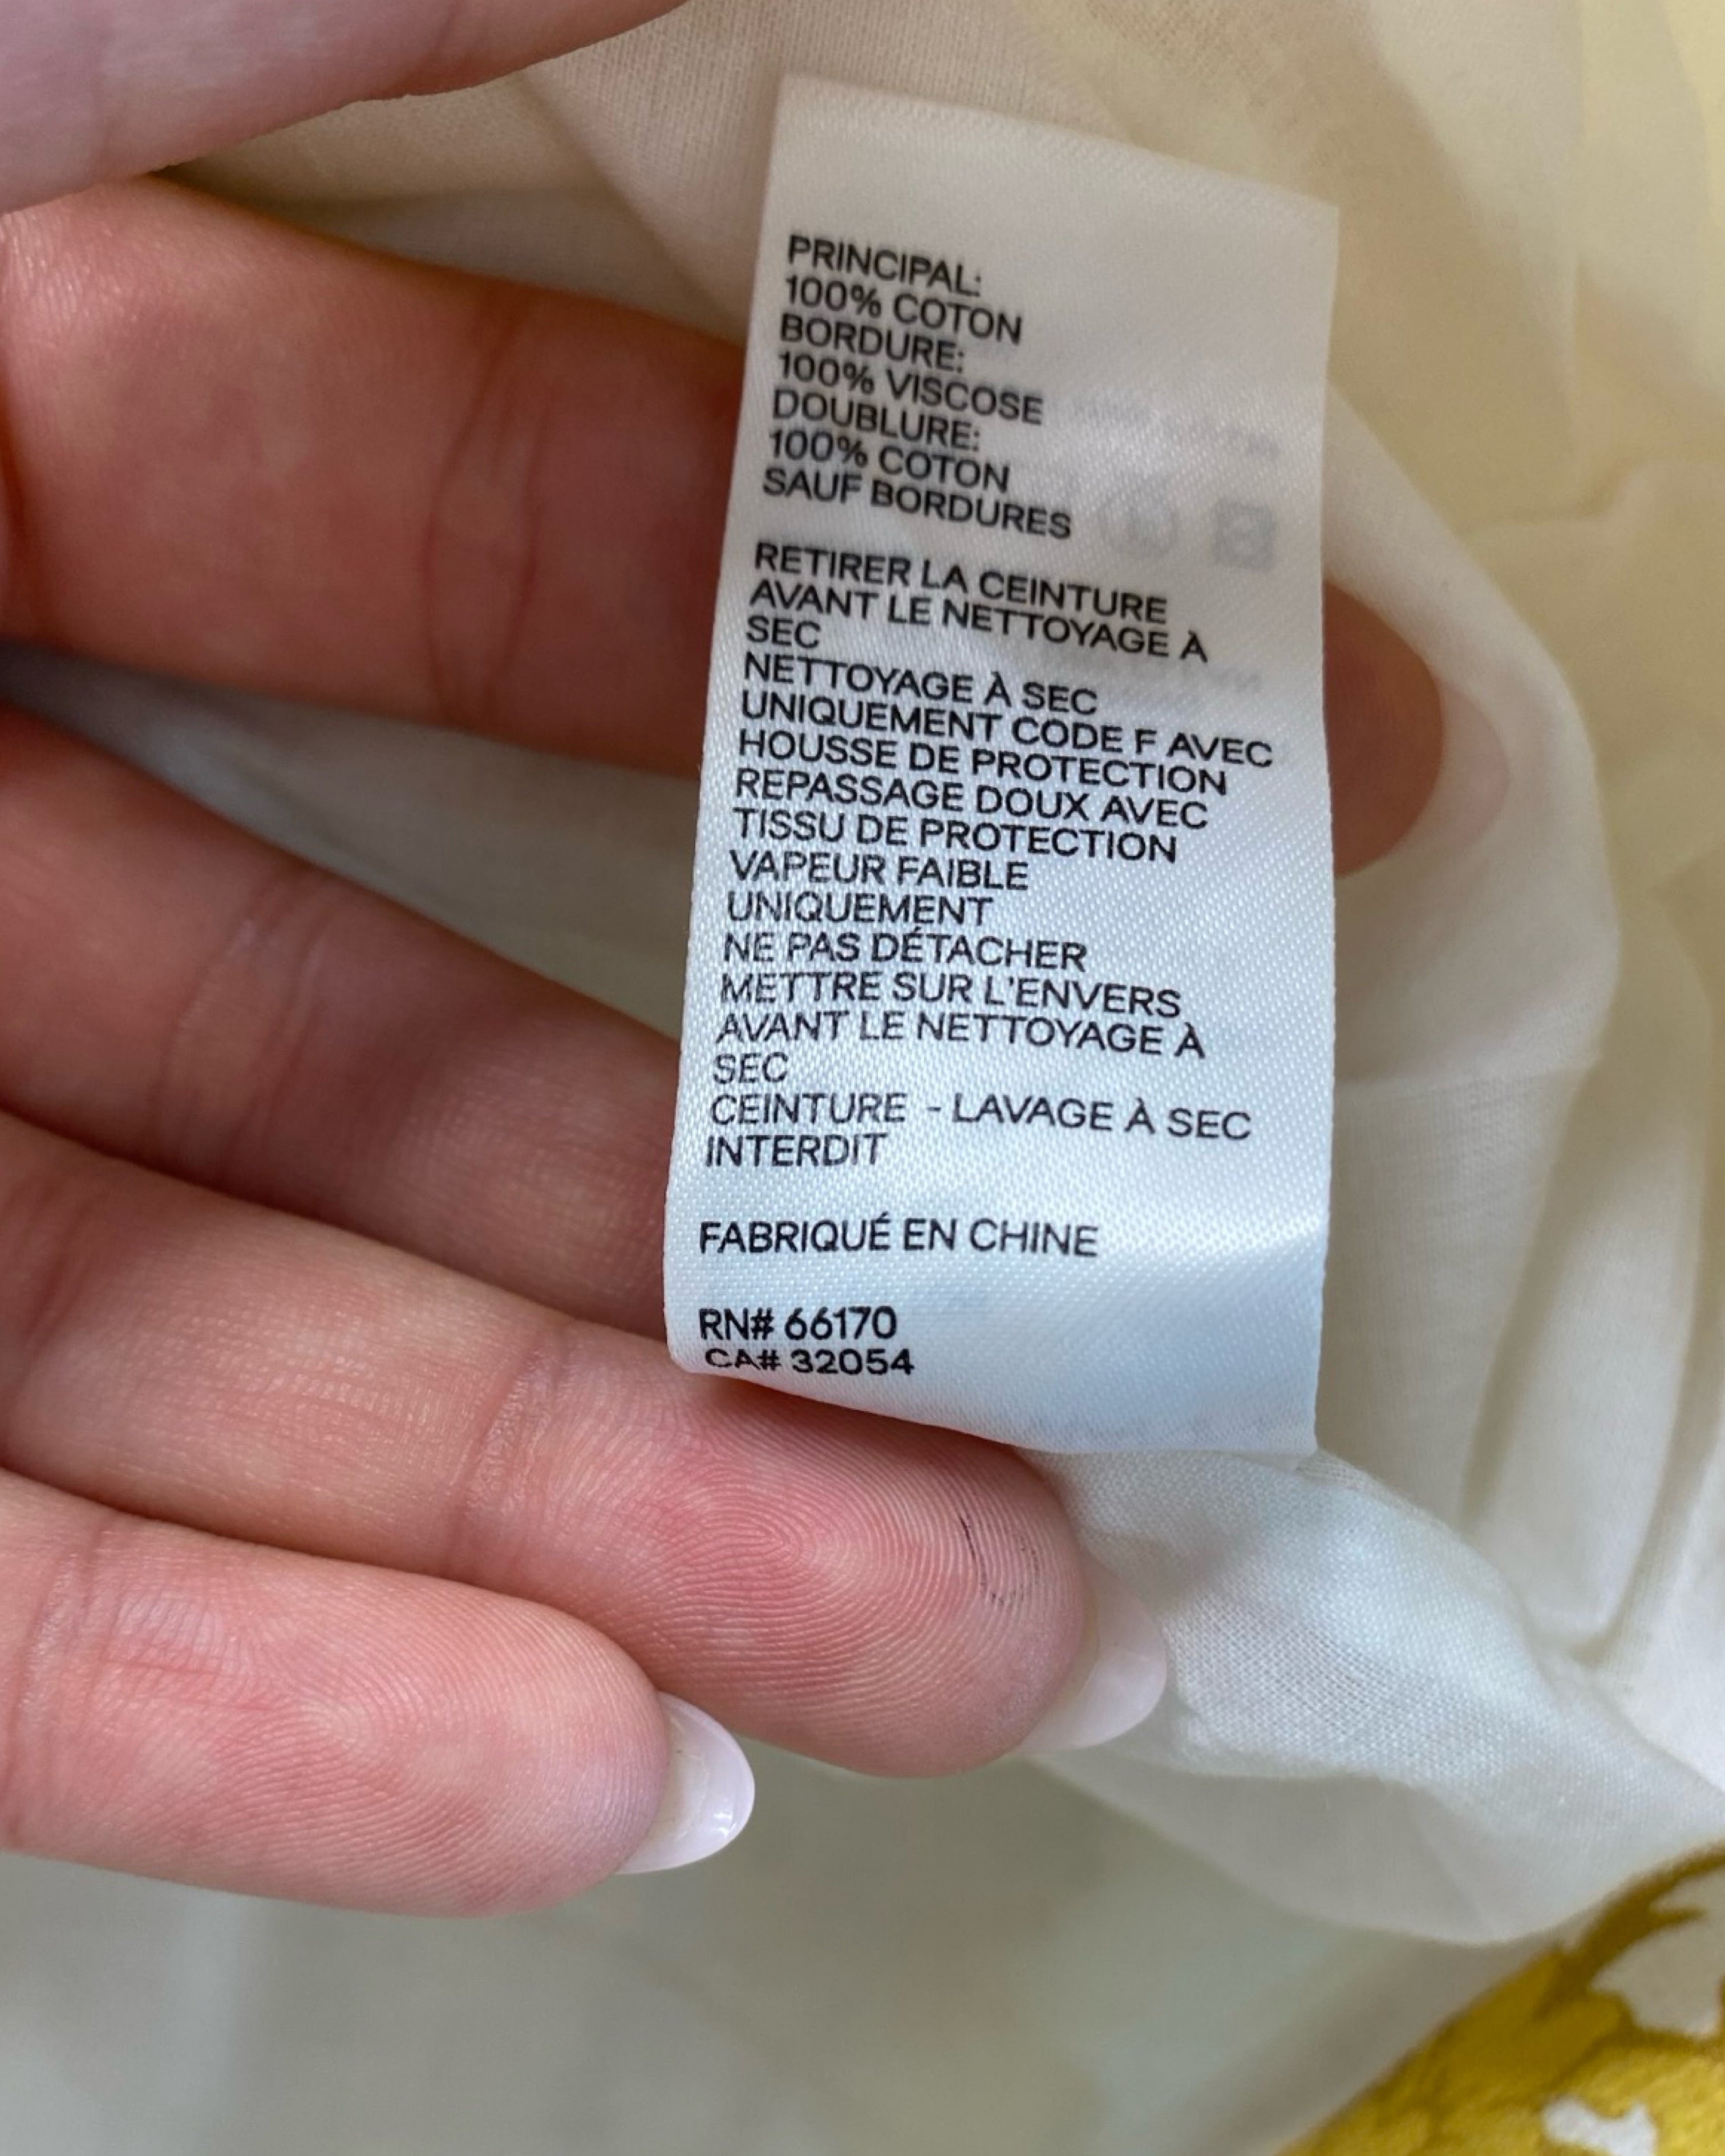 PRINCIPAL:
100% COTON
BORDURE:
100% VISCOSE
DOUBLURE:
100% COTON
SAUF BORDURES
RETIRER LA CEINTURE
AVANT LE NETTOYAGE À
SEC
NETTOYAGE À SEC
UNIQUEMENT CODE F AVEC
HOUSSE DE PROTECTION
REPASSAGE DOUX AVEC
TISSU DE PROTECTION
VAPEUR FAIBLE
UNIQUEMENT
NE PAS DÉTACHER
METTRE SUR L'ENVERS
AVANT LE NETTOYAGE À
SEC
CEINTURE - LAVAGE À SEC
INTERDIT
FABRIQUÉ EN CHINE
RN# 66170
CA# 32054